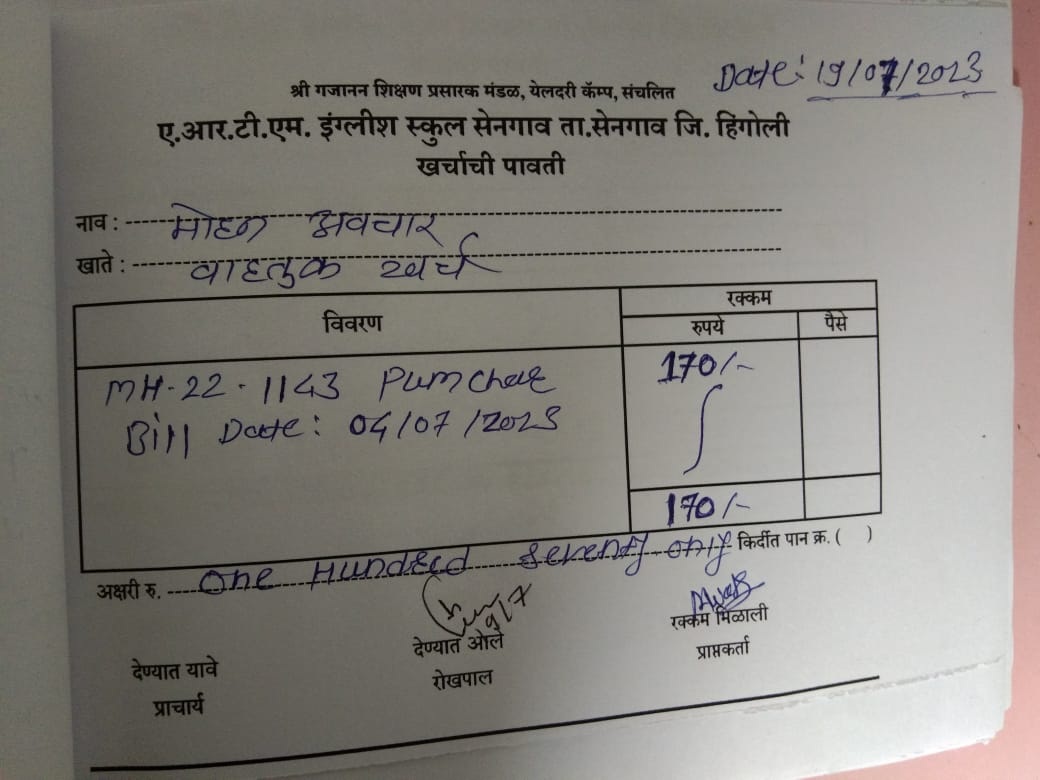 Date: 19/07/2023
श्री गजानन शिक्षण प्रसारक मंडळ, येलदरी कॅम्प, संचलित
ए.आर.टी.एम. इंग्लीश स्कुल सेनगाव ता.सेनगाव जि. हिंगोली
खर्चाची पावती
नाव : मोहन अवचार
खाते : वाहतुक खर्च
विवरण रक्कम
रुपये पैसे
MH-22-1143 Pumcher 170/-
Bill Date: 04/07/2023
170/-
अक्षरी रु. One Hundred Seventy only किर्दीत पान क्र. ( )
देण्यात यावे देण्यात आले रक्कम मिळाली
प्राचार्य रोखपाल प्राप्तकर्ता